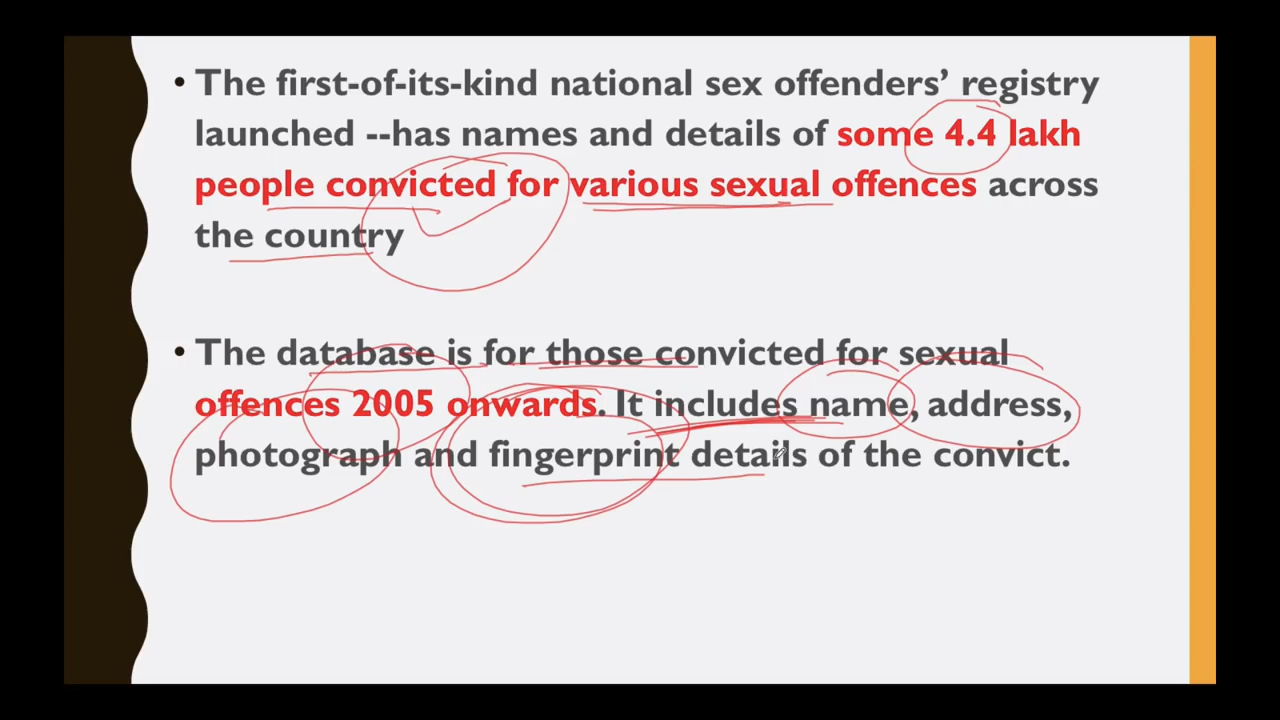 • The first-of-its-kind national sex offenders’ registry
launched --has names and details of some 4.4 lakh
people convicted for various sexual offences across
the country
• The database is for those convicted for sexual
offences 2005 onwards. It includes name, address,
photograph and fingerprint details of the convict.